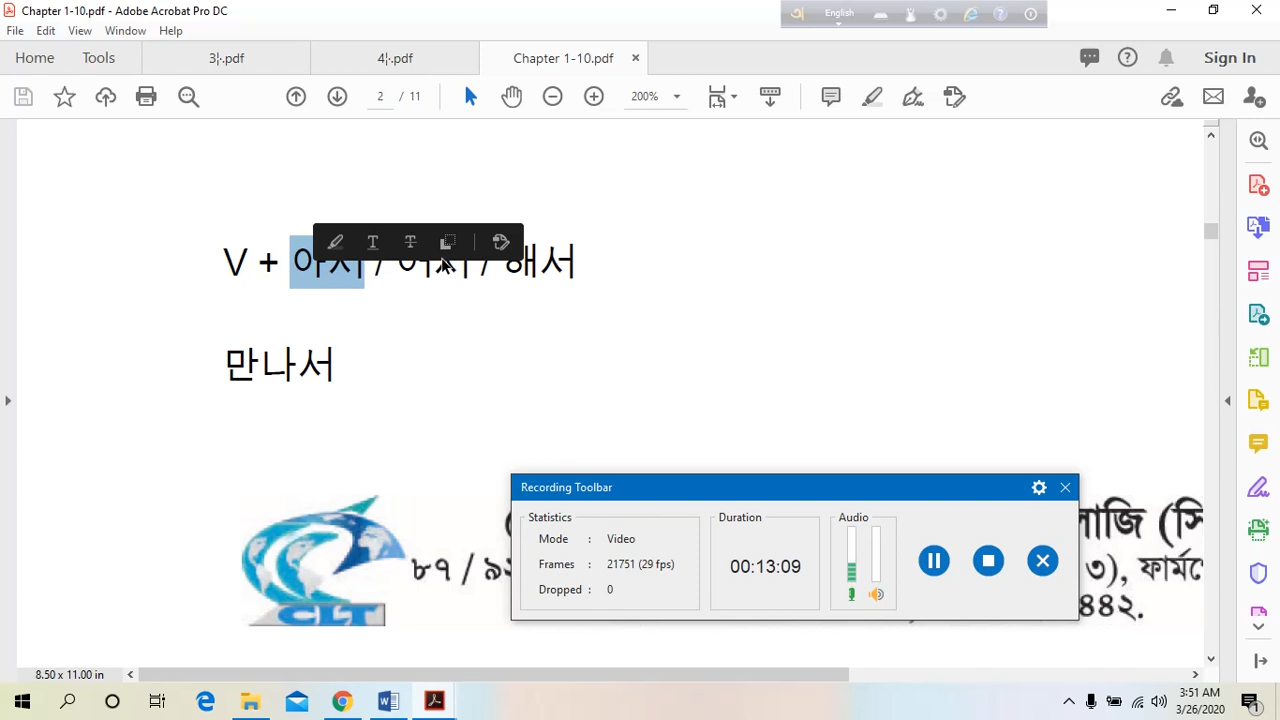 Chapter 1-10.pdf - Adobe Acrobat Pro DC
English
File Edit View Window Help
Home Tools 3¦.pdf 4¦.pdf Chapter 1-10.pdf × Sign In
2 / 11 200%
V + 아서 / 어서 / 해서
만나서
Recording Toolbar
Statistics Duration Audio
Mode : Video
Frames : 21751 (29 fps)
Dropped : 0
00:13:09
লাজি (সি
৮৭ / ৯২
৩), ফার্মগে
৪৪২.
CLT
8.50 x 11.00 in
3:51 AM
3/26/2020